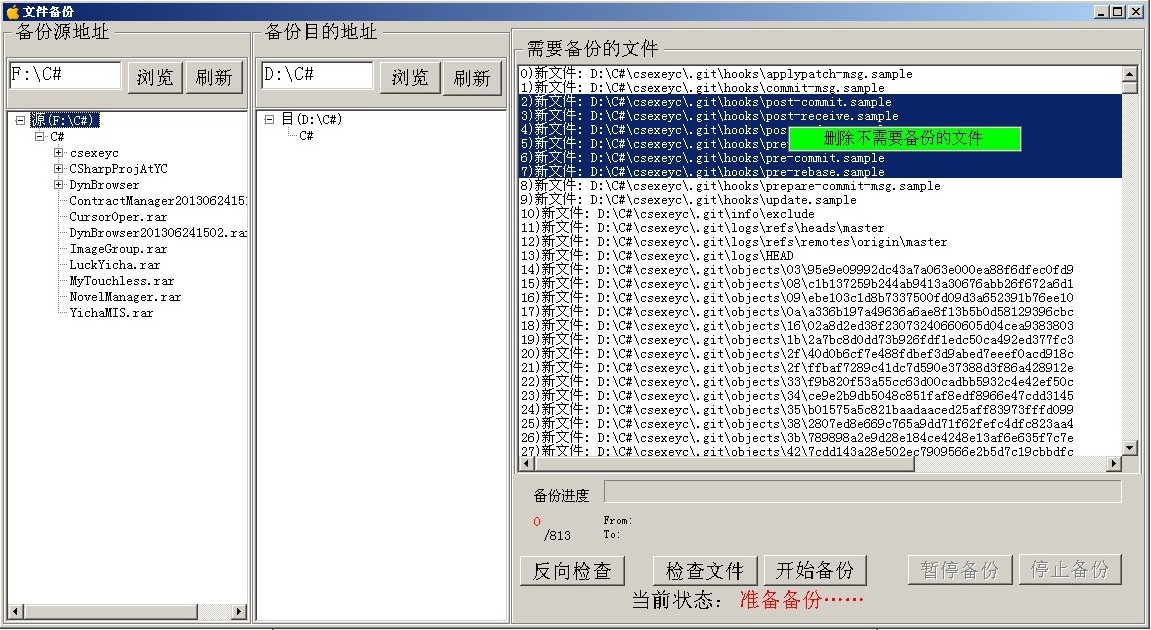 文件备份
备份源地址
F:\C#
浏览
刷新
源(F:\C#)
C#
csexeyc
CSharpProjAtYC
DynBrowser
ContractManager2013062415
CursorOper.rar
DynBrowser201306241502.ra
ImageGroup.rar
LuckYicha.rar
MyTouchless.rar
NovelManager.rar
YichaMIS.rar
备份目的地址
D:\C#
浏览
刷新
目(D:\C#)
C#
需要备份的文件
0)新文件: D:\C#\csexeyc\.git\hooks\applypatch-msg.sample
1)新文件: D:\C#\csexeyc\.git\hooks\commit-msg.sample
2)新文件: D:\C#\csexeyc\.git\hooks\post-commit.sample
3)新文件: D:\C#\csexeyc\.git\hooks\post-receive.sample
4)新文件: D:\C#\csexeyc\.git\hooks\pos
删除不需要备份的文件
5)新文件: D:\C#\csexeyc\.git\hooks\pre
6)新文件: D:\C#\csexeyc\.git\hooks\pre-commit.sample
7)新文件: D:\C#\csexeyc\.git\hooks\pre-rebase.sample
8)新文件: D:\C#\csexeyc\.git\hooks\prepare-commit-msg.sample
9)新文件: D:\C#\csexeyc\.git\hooks\update.sample
10)新文件: D:\C#\csexeyc\.git\info\exclude
11)新文件: D:\C#\csexeyc\.git\logs\refs\heads\master
12)新文件: D:\C#\csexeyc\.git\logs\refs\remotes\origin\master
13)新文件: D:\C#\csexeyc\.git\logs\HEAD
14)新文件: D:\C#\csexeyc\.git\objects\03\95e9e09992dc43a7a063e000ea88f6dfec0fd9
15)新文件: D:\C#\csexeyc\.git\objects\08\c1b137259b244ab9413a30676abb26f672a6d1
16)新文件: D:\C#\csexeyc\.git\objects\09\ebe103c1d8b7337500fd09d3a652391b76ee10
17)新文件: D:\C#\csexeyc\.git\objects\0a\a336b197a49636a6ae8f13b5b0d58129396cbc
18)新文件: D:\C#\csexeyc\.git\objects\16\02a8d2ed38f23073240660605d04cea9383803
19)新文件: D:\C#\csexeyc\.git\objects\1b\2a7bc8d0dd73b926fdf1edc50ca492ed377fc3
20)新文件: D:\C#\csexeyc\.git\objects\2f\40d0b6cf7e488fdbef3d9abed7eeef0acd918c
21)新文件: D:\C#\csexeyc\.git\objects\2f\ffbaf7289c41dc7d590e37388d3f86a428912e
22)新文件: D:\C#\csexeyc\.git\objects\33\f9b820f53a55cc63d00cadbb5932c4e42ef50c
23)新文件: D:\C#\csexeyc\.git\objects\34\ce9e2b9db5048c851faf8edf8966e47cdd3145
24)新文件: D:\C#\csexeyc\.git\objects\35\b01575a5c821baadaaced25aff83973fffd099
25)新文件: D:\C#\csexeyc\.git\objects\38\2807ed8e669c765a9dd71f62fefc4dfc823aa4
26)新文件: D:\C#\csexeyc\.git\objects\3b\789898a2e9d28e184ce4248e13af6e635f7c7e
27)新文件: D:\C#\csexeyc\.git\objects\42\7cdd143a28e502ec7909566e2b5d7c19cbbdfc
备份进度
0
/813
From:
To:
反向检查
检查文件
开始备份
暂停备份
停止备份
当前状态: 准备备份……